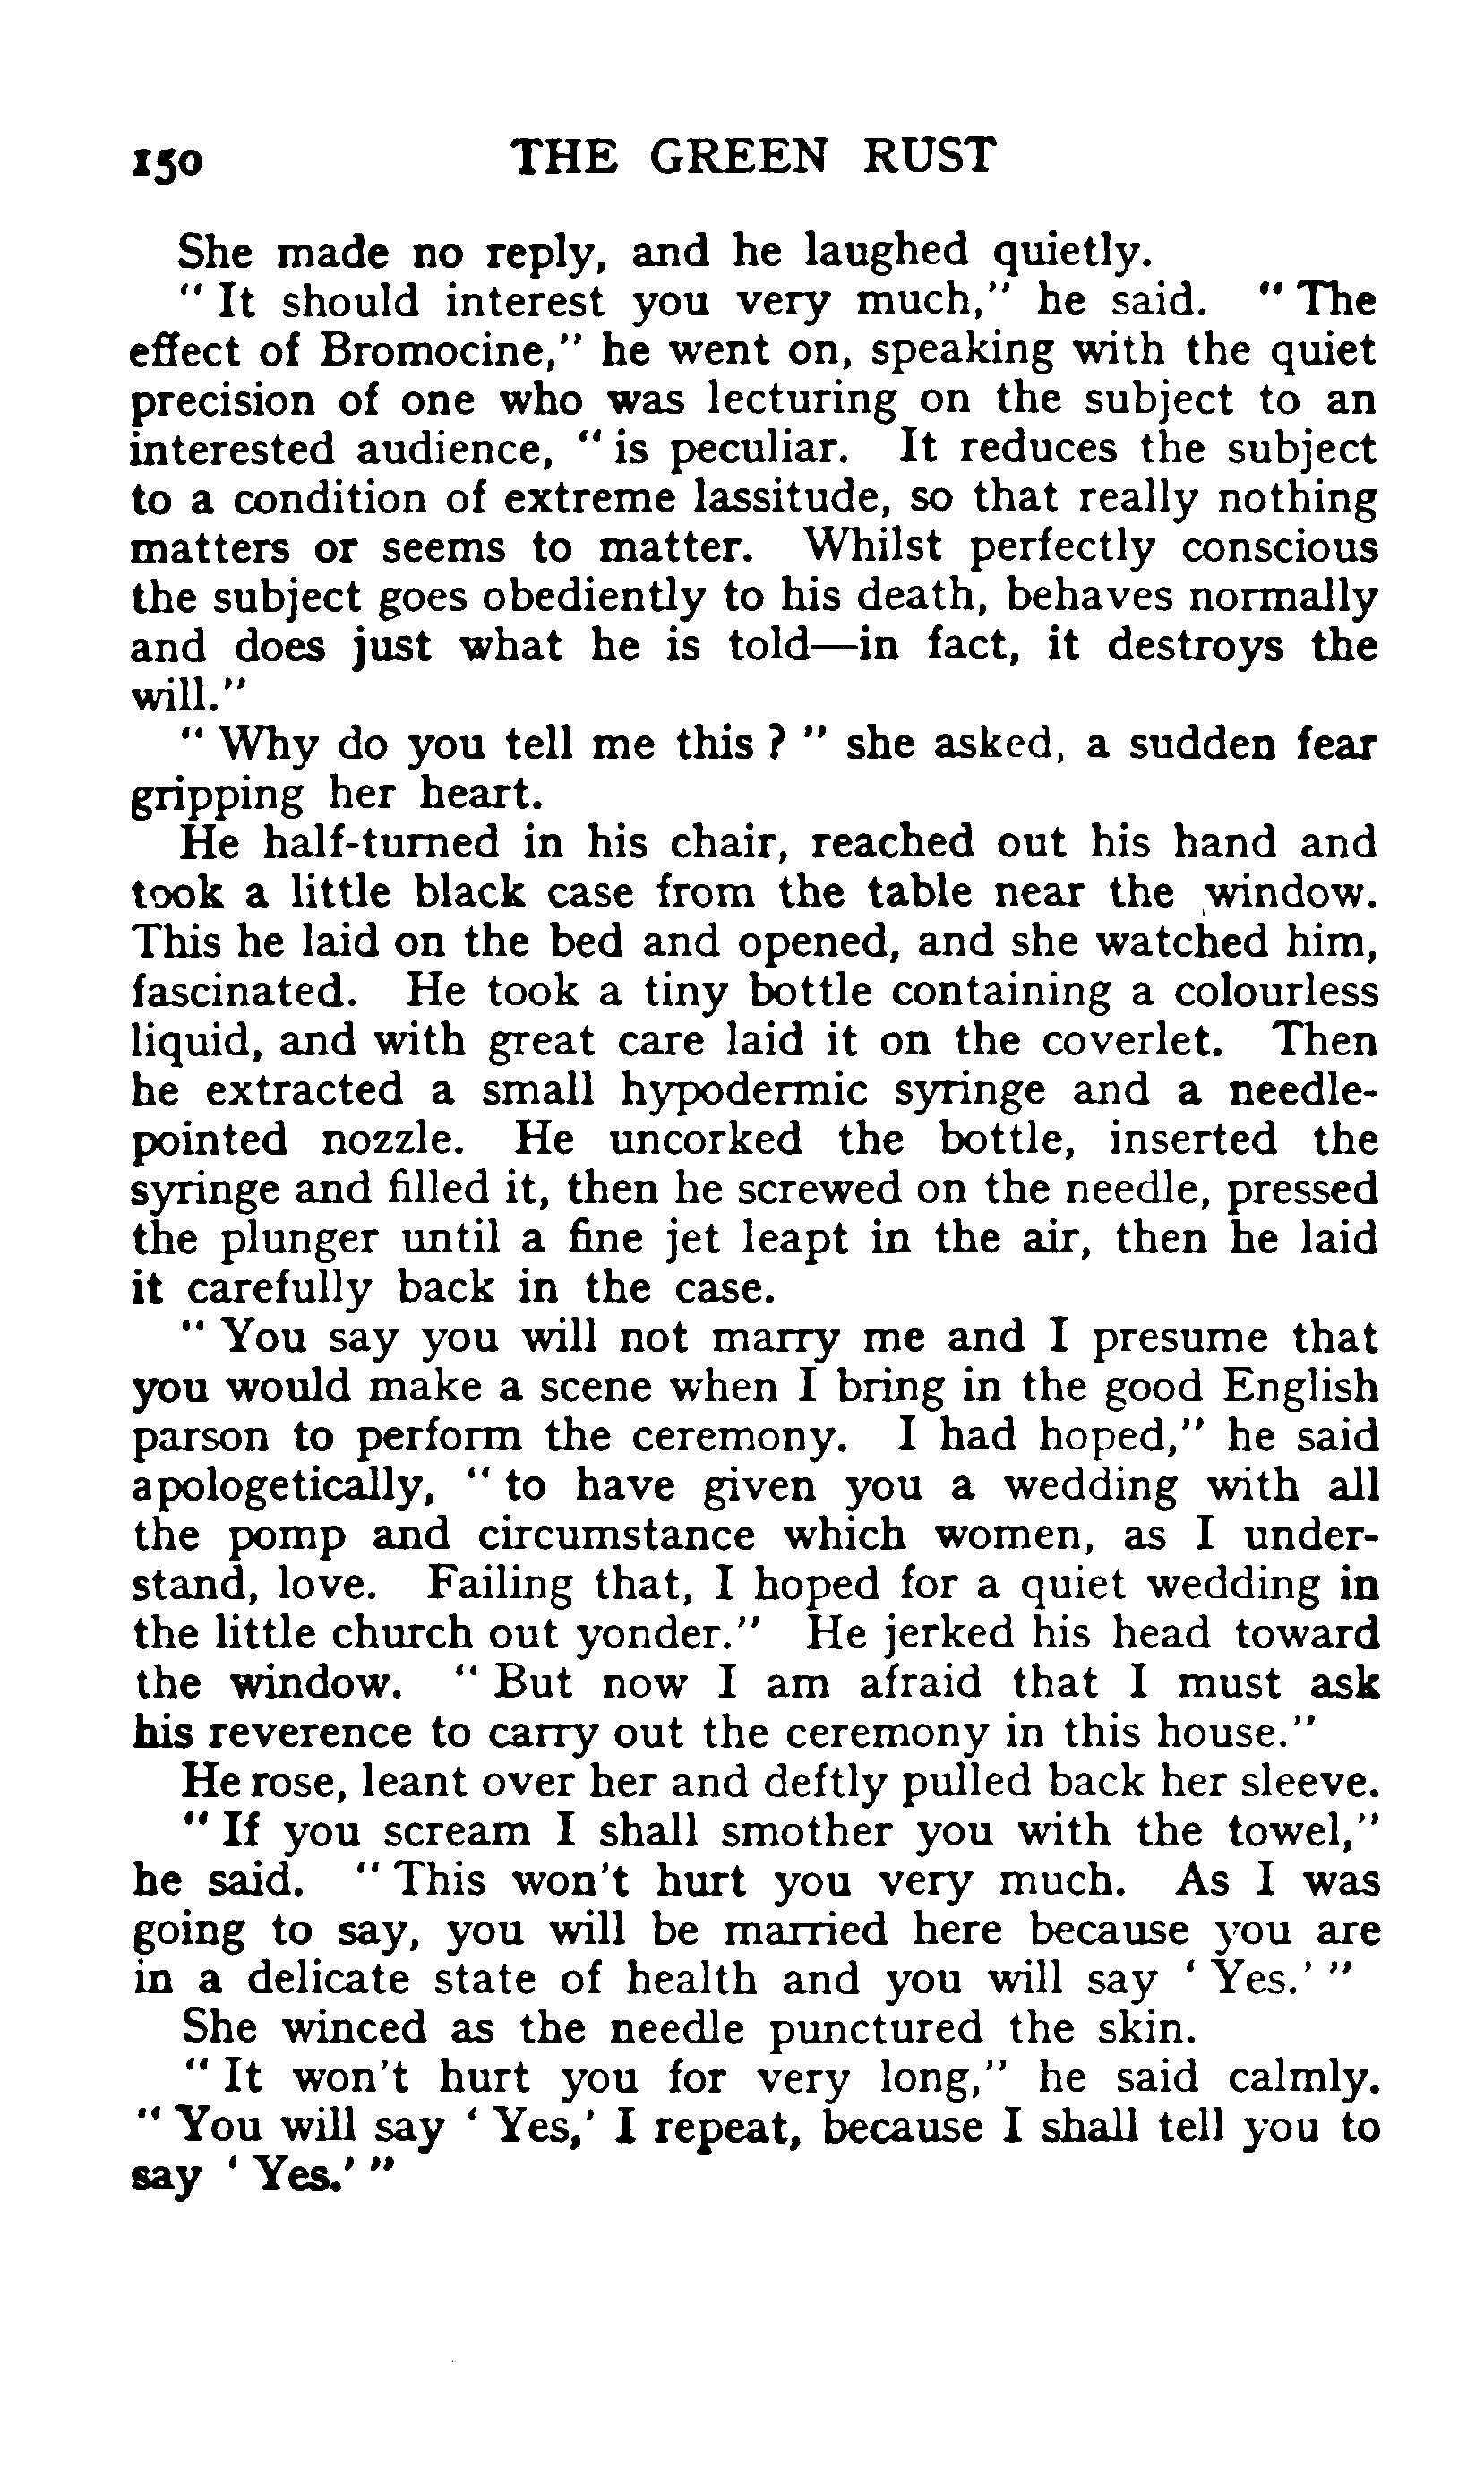 150 THE GREEN RUST
She made no reply, and he laughed quietly.
" It should interest you very much," he said. " The
effect of Bromocine," he went on, speaking with the quiet
precision of one who was lecturing on the subject to an
interested audience, " is peculiar. It reduces the subject
to a condition of extreme lassitude, so that really nothing
matters or seems to matter. Whilst perfectly conscious
the subject goes obediently to his death, behaves normally
and does just what he is told—in fact, it destroys the
will."
" Why do you tell me this ? " she asked, a sudden fear
gripping her heart.
He half-turned in his chair, reached out his hand and
took a little black case from the table near the window.
This he laid on the bed and opened, and she watched him,
fascinated. He took a tiny bottle containing a colourless
liquid, and with great care laid it on the coverlet. Then
he extracted a small hypodermic syringe and a needle-
pointed nozzle. He uncorked the bottle, inserted the
syringe and filled it, then he screwed on the needle, pressed
the plunger until a fine jet leapt in the air, then he laid
it carefully back in the case.
" You say you will not marry me and I presume that
you would make a scene when I bring in the good English
parson to perform the ceremony. I had hoped," he said
apologetically, " to have given you a wedding with all
the pomp and circumstance which women, as I under-
stand, love. Failing that, I hoped for a quiet wedding in
the little church out yonder." He jerked his head toward
the window. " But now I am afraid that I must ask
his reverence to carry out the ceremony in this house."
He rose, leant over her and deftly pulled back her sleeve.
" If you scream I shall smother you with the towel,"
he said. " This won't hurt you very much. As I was
going to say, you will be married here because you are
in a delicate state of health and you will say ' Yes.' "
She winced as the needle punctured the skin.
" It won't hurt you for very long," he said calmly.
" You will say ' Yes,' I repeat, because I shall tell you to
say ' Yes.' "